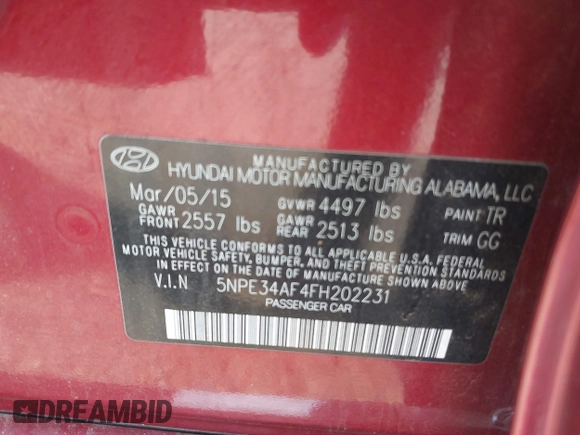 MANUFACTURED BY
HYUNDAI MOTOR MANUFACTURING ALABAMA, LLC
Mar/05/15 GVWR 4497 lbs PAINT TR
GAWR FRONT 2557 lbs GAWR REAR 2513 lbs TRIM GG
THIS VEHICLE CONFORMS TO ALL APPLICABLE U.S.A. FEDERAL
MOTOR VEHICLE SAFETY, BUMPER, AND THEFT PREVENTION STANDARDS
IN EFFECT ON THE DATE OF MANUFACTURE SHOWN ABOVE.
V.I.N 5NPE34AF4FH202231
PASSENGER CAR
DREAMBID